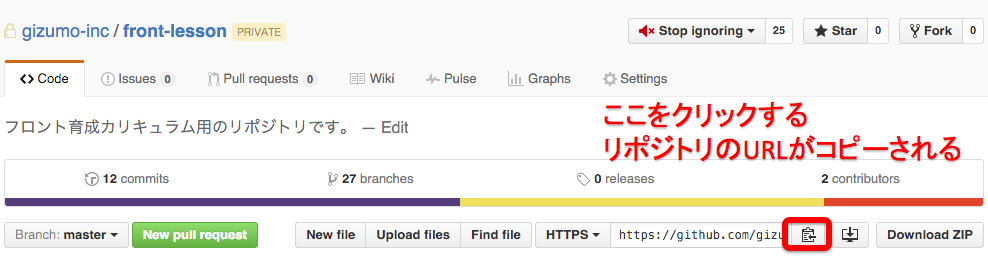 gizumo-inc / front-lesson PRIVATE
Stop ignoring 25 Star 0 Fork 0
Code Issues 0 Pull requests 0 Wiki Pulse Graphs Settings
ここをクリックする
リポジトリのURLがコピーされる
フロント育成カリキュラム用のリポジトリです。 — Edit
12 commits 27 branches 0 releases 2 contributors
Branch: master New pull request New file Upload files Find file HTTPS https://github.com/gizu Download ZIP